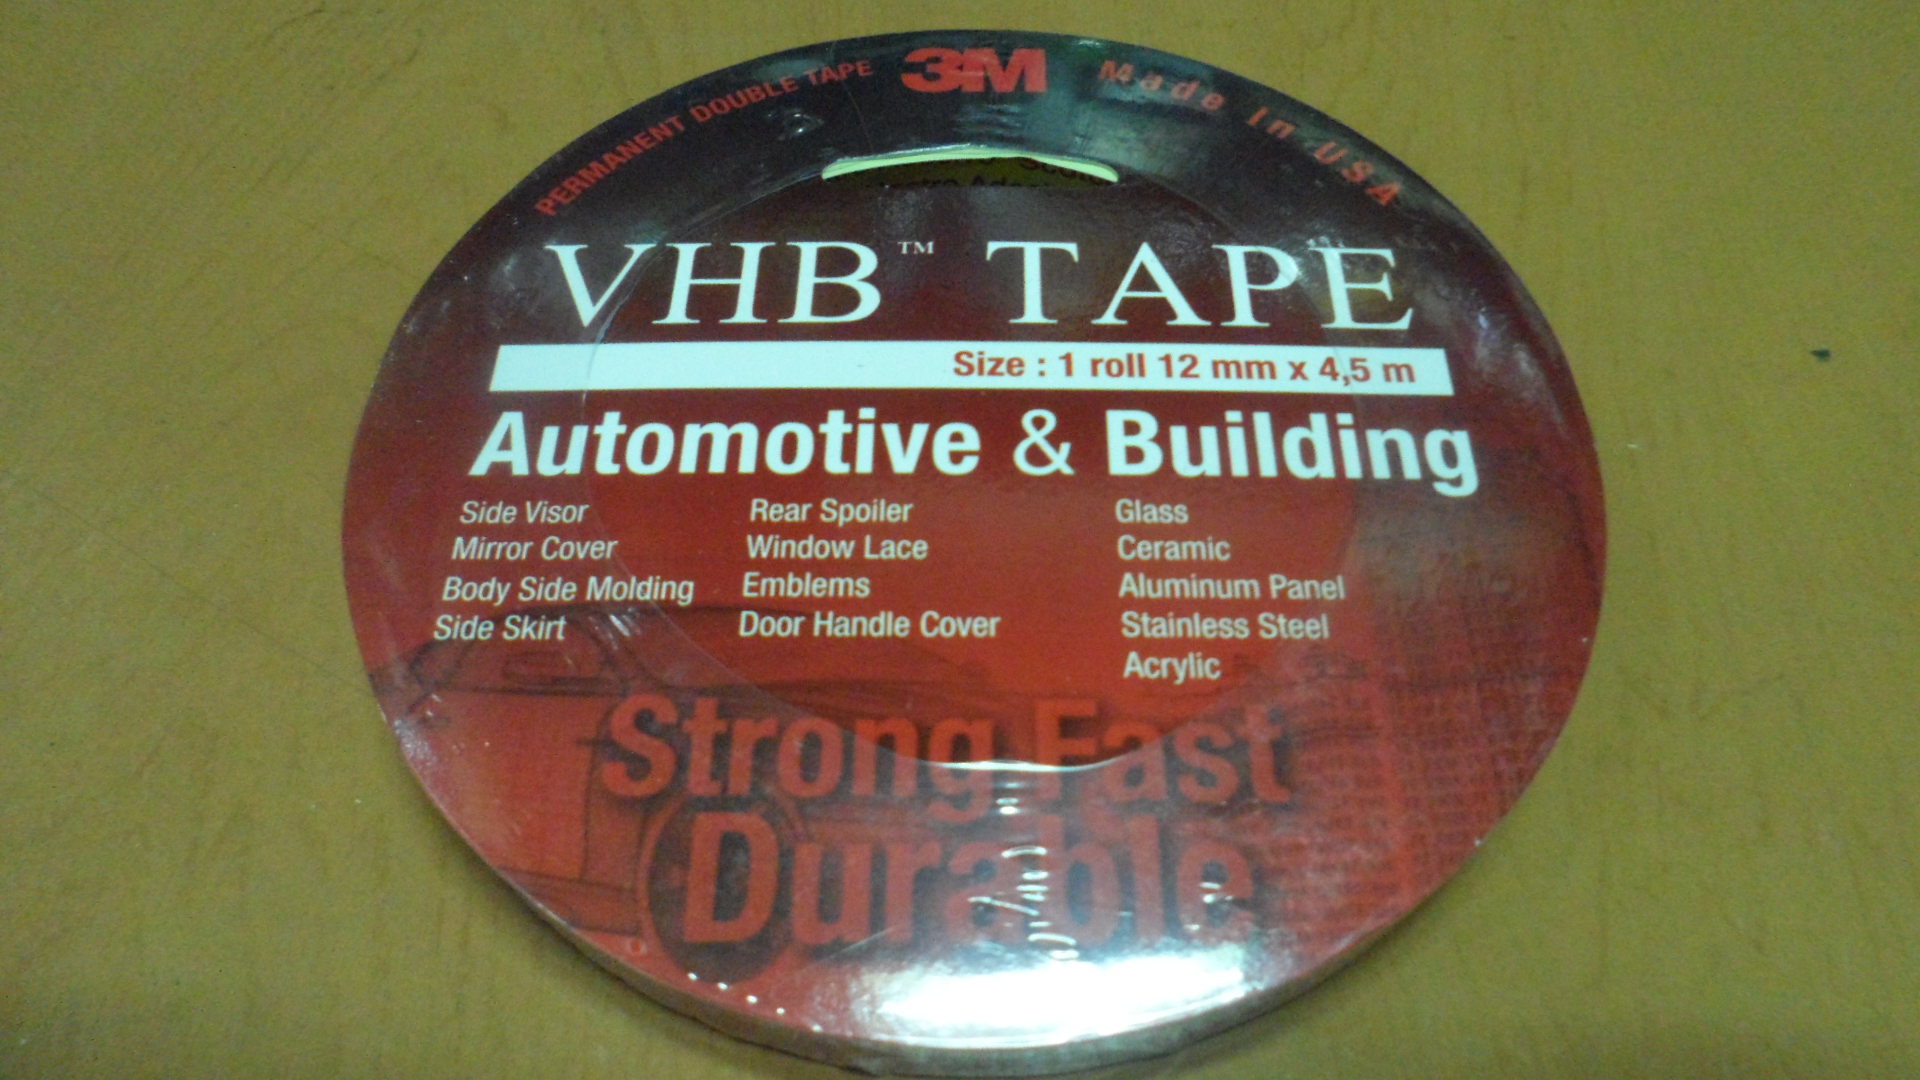 PERMANENT DOUBLE TAPE
3M
Made In USA
VHB™ TAPE
Size : 1 roll 12 mm x 4,5 m
Automotive & Building
Side Visor
Mirror Cover
Body Side Molding
Side Skirt
Rear Spoiler
Window Lace
Emblems
Door Handle Cover
Glass
Ceramic
Aluminum Panel
Stainless Steel
Acrylic
Strong Fast
Durable